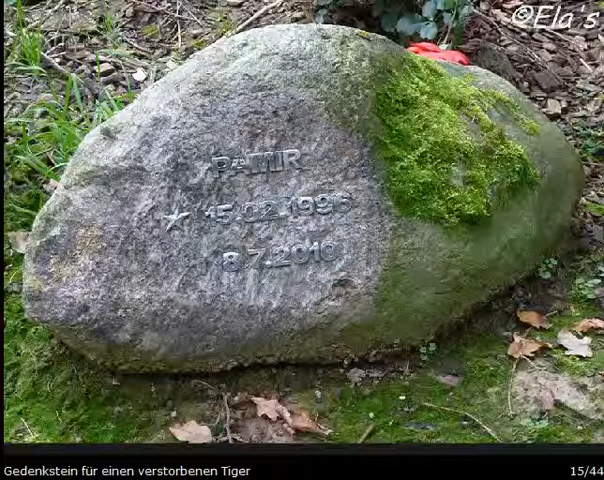 ©Ela's
PAMIR
★ 15.02.1996
8.7.2010
Gedenkstein für einen verstorbenen Tiger
15/44